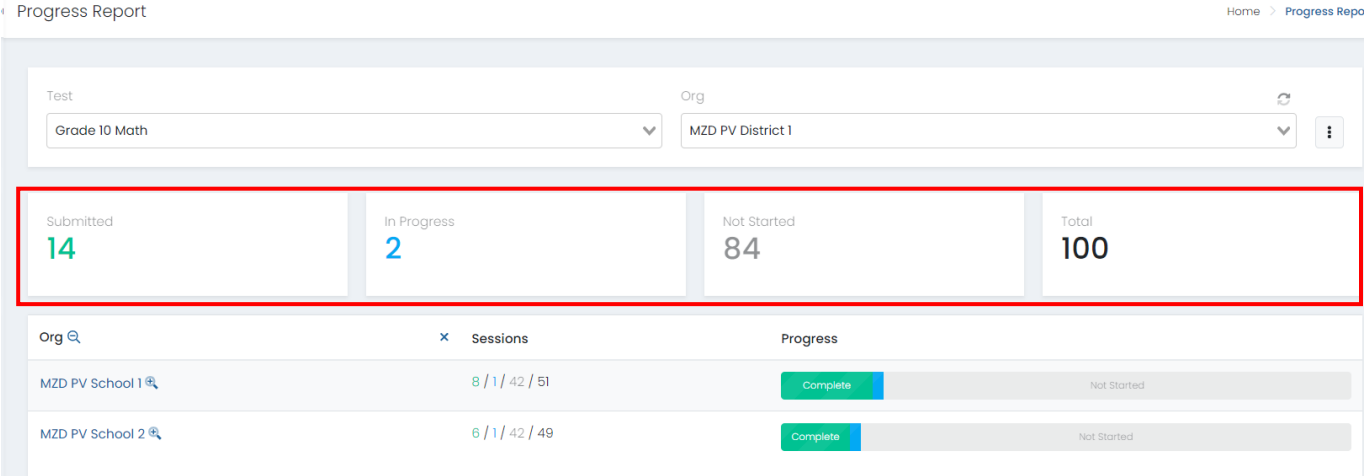 Progress Report
Home > Progress Repo
Test
Org
Grade 10 Math
MZD PV District 1
Submitted
In Progress
Not Started
Total
14
2
84
100
Org × Sessions Progress
MZD PV School 1 8 / 1 / 42 / 51 Complete Not Started
MZD PV School 2 6 / 1 / 42 / 49 Complete Not Started